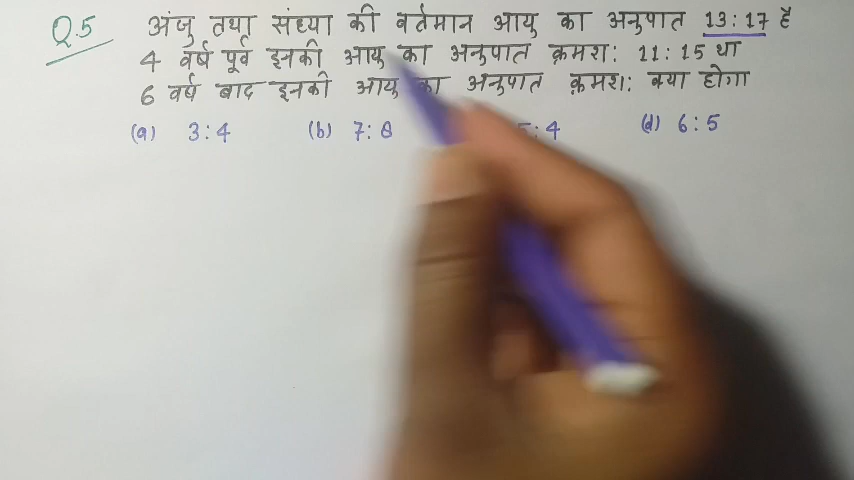 Q.5 अंजु तथा संध्या की वर्तमान आयु का अनुपात 13:17 है
4 वर्ष पूर्व इनकी आयु का अनुपात क्रमश: 11:15 था
6 वर्ष बाद इनकी आयु का अनुपात क्रमश: क्या होगा
(a) 3:4 (b) 7:8 5:4 (d) 6:5